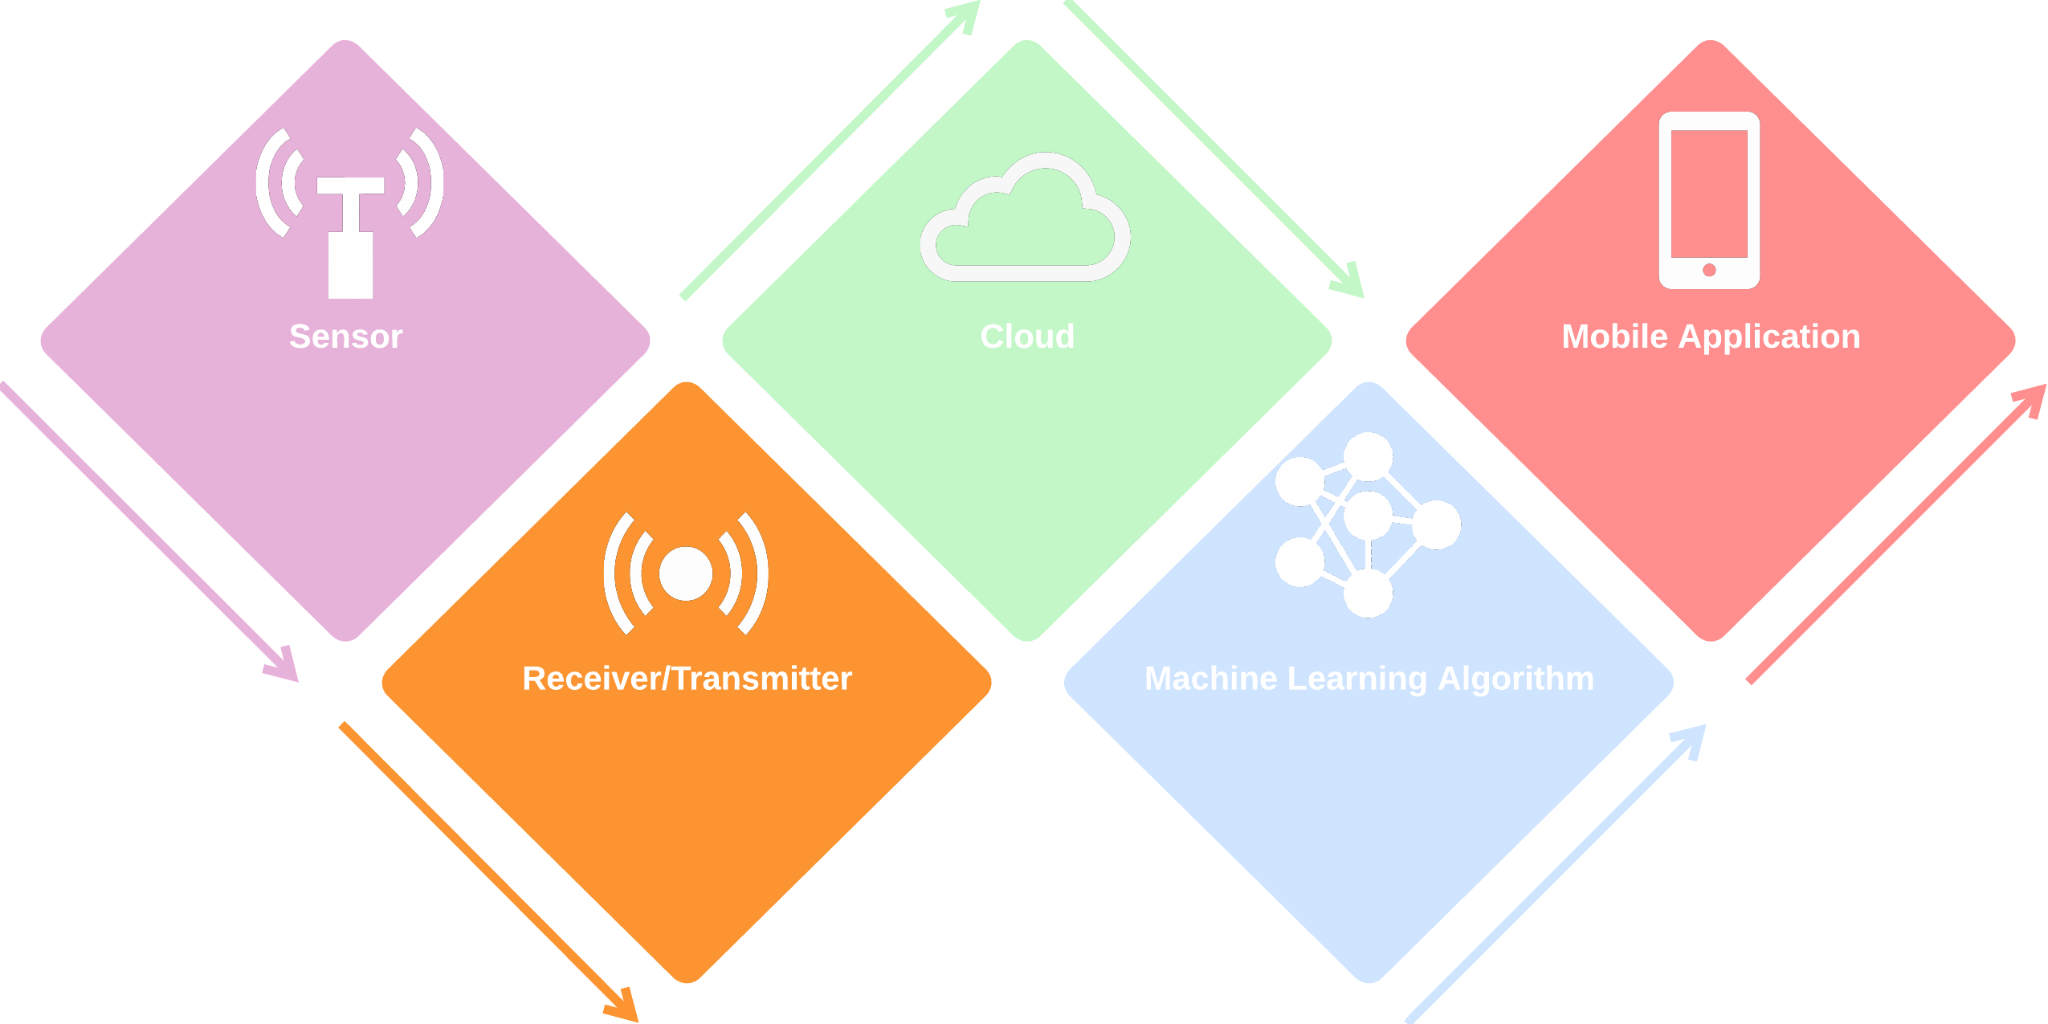 Sensor
Receiver/Transmitter
Cloud
Machine Learning Algorithm
Mobile Application